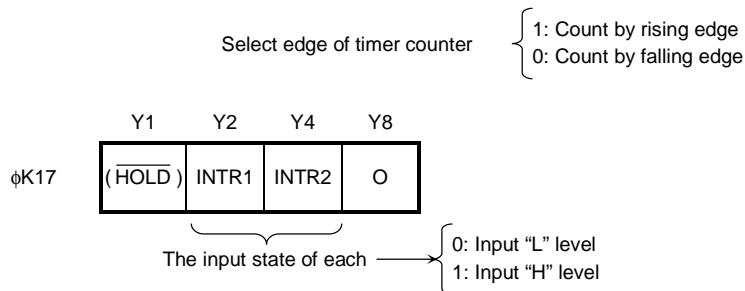 Select edge of timer counter
1: Count by rising edge
0: Count by falling edge
Y1 Y2 Y4 Y8
ϕK17 (H̅O̅L̅D̅) INTR1 INTR2 O
The input state of each
0: Input “L” level
1: Input “H” level